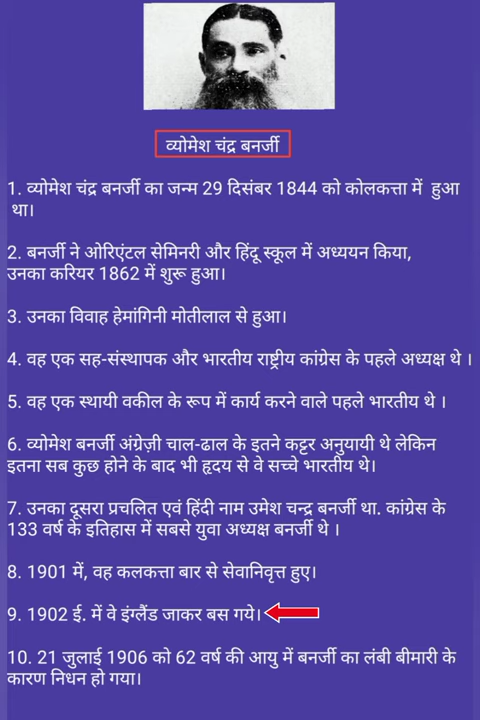 व्योमेश चंद्र बनर्जी
1. व्योमेश चंद्र बनर्जी का जन्म 29 दिसंबर 1844 को कोलकत्ता में हुआ
था।
2. बनर्जी ने ओरिएंटल सेमिनरी और हिंदू स्कूल में अध्ययन किया,
उनका करियर 1862 में शुरू हुआ।
3. उनका विवाह हेमांगिनी मोतीलाल से हुआ।
4. वह एक सह-संस्थापक और भारतीय राष्ट्रीय कांग्रेस के पहले अध्यक्ष थे ।
5. वह एक स्थायी वकील के रूप में कार्य करने वाले पहले भारतीय थे ।
6. व्योमेश बनर्जी अंग्रेज़ी चाल-ढाल के इतने कट्टर अनुयायी थे लेकिन
इतना सब कुछ होने के बाद भी हृदय से वे सच्चे भारतीय थे।
7. उनका दूसरा प्रचलित एवं हिंदी नाम उमेश चन्द्र बनर्जी था. कांग्रेस के
133 वर्ष के इतिहास में सबसे युवा अध्यक्ष बनर्जी थे ।
8. 1901 में, वह कलकत्ता बार से सेवानिवृत्त हुए।
9. 1902 ई. में वे इंग्लैंड जाकर बस गये।
10. 21 जुलाई 1906 को 62 वर्ष की आयु में बनर्जी का लंबी बीमारी के
कारण निधन हो गया।